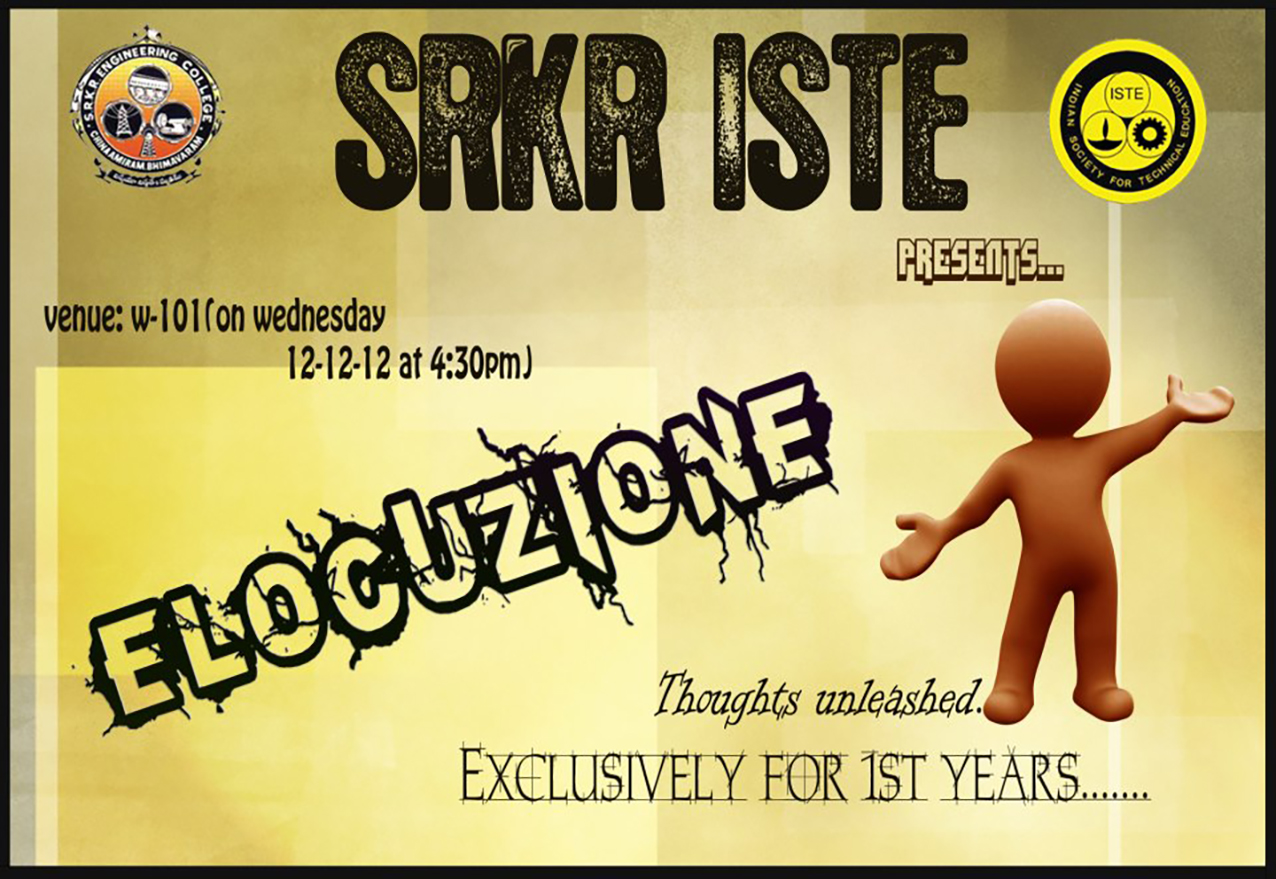 SRKR ISTE
S.R.K.R. ENGINEERING COLLEGE
CHINAAMIRAM, BHIMAVARAM
ISTE
INDIAN SOCIETY FOR TECHNICAL EDUCATION
PRESENTS...
venue: w-101(on wednesday
12-12-12 at 4:30pm)
ELOCUZIONE
Thoughts unleashed.
EXCLUSIVELY FOR 1ST YEARS.......